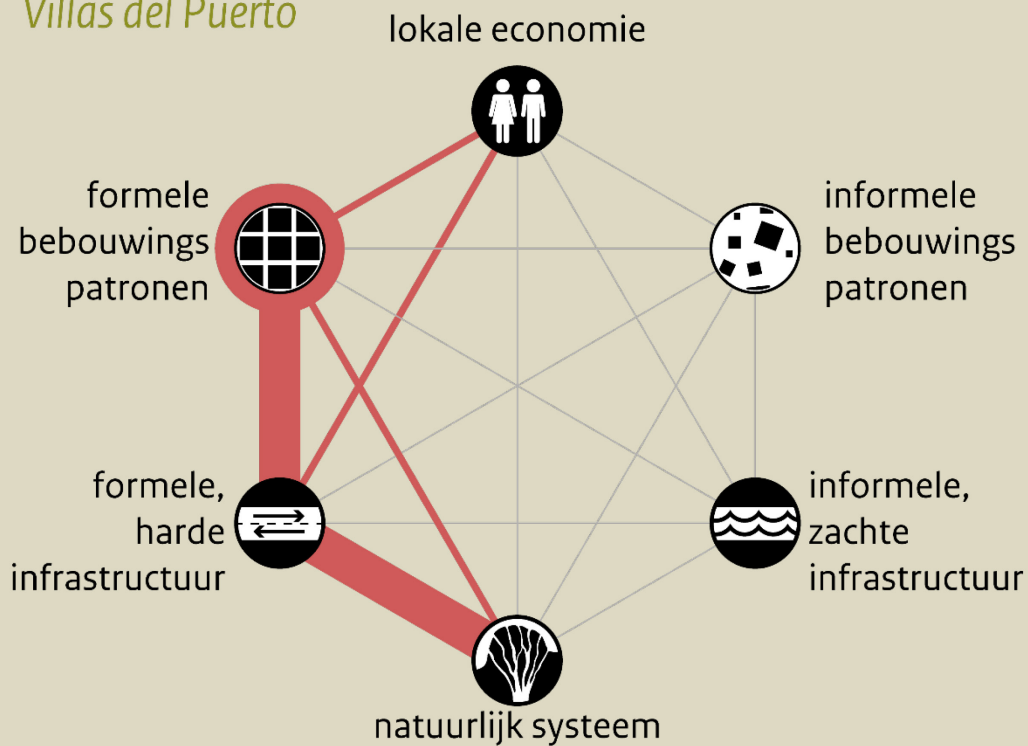 Villas del Puerto
lokale economie
formele
bebouwings
patronen
informele
bebouwings
patronen
formele,
harde
infrastructuur
informele,
zachte
infrastructuur
natuurlijk systeem